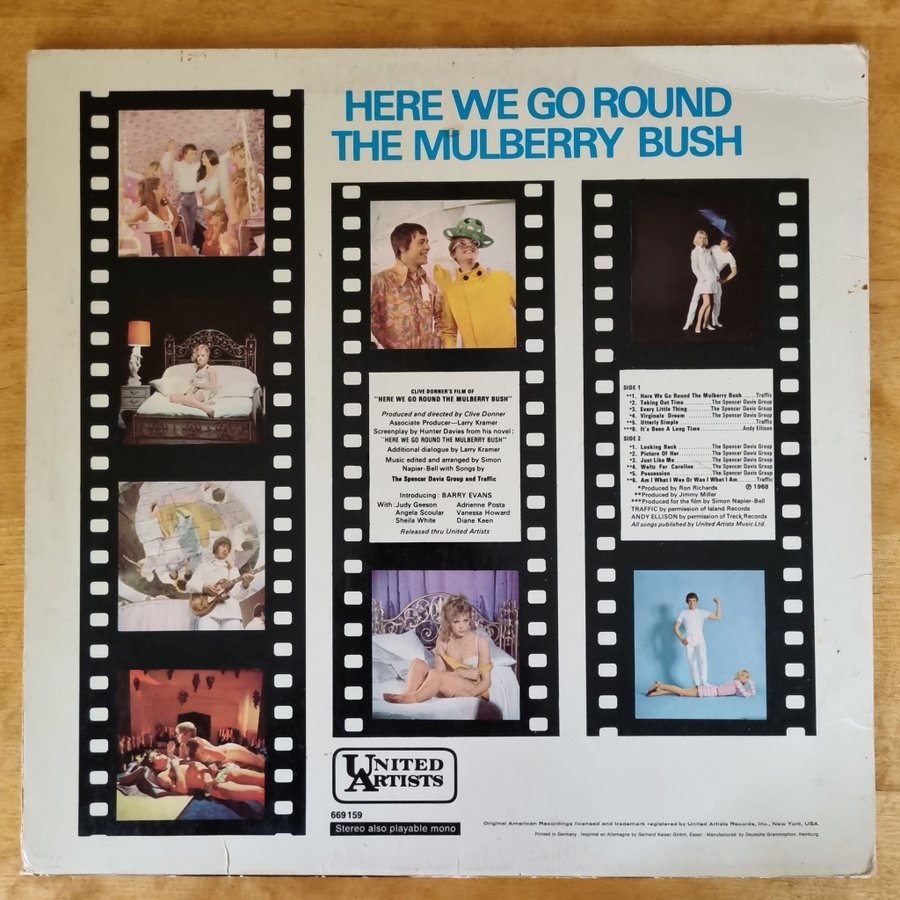 HERE WE GO ROUND
THE MULBERRY BUSH
CLIVE DONNER'S FILM OF
"HERE WE GO ROUND THE MULBERRY BUSH"
Produced and directed by Clive Donner
Associate Producer—Larry Kramer
Screenplay by Hunter Davies from his novel:
"HERE WE GO ROUND THE MULBERRY BUSH"
Additional dialogue by Larry Kramer
Music edited and arranged by Simon
Napier-Bell with Songs by
The Spencer Davis Group and Traffic
Introducing: BARRY EVANS
With: Judy Geeson Adrienne Posta
Angela Scoular Vanessa Howard
Sheila White Diane Keen
Released thru United Artists
SIDE 1
**1. Here We Go Round The Mulberry Bush.....Traffic
*2. Taking Out Time..........The Spencer Davis Group
*3. Every Little Thing.........The Spencer Davis Group
*4. Virginals Dream..........The Spencer Davis Group
**5. Utterly Simple....................Traffic
**6. It's Been A Long Time..........Andy Ellison
SIDE 2
*1. Looking Back............The Spencer Davis Group
*2. Picture Of Her...........The Spencer Davis Group
*3. Just Like Me.............The Spencer Davis Group
**4. Waltz For Caroline.......The Spencer Davis Group
*5. Possession..............The Spencer Davis Group
**6. Am I What I Was Or Was I What I Am.....Traffic
*Produced by Ron Richards ℗ 1968
**Produced by Jimmy Miller
***Produced for the film by Simon Napier-Bell
TRAFFIC by permission of Island Records
ANDY ELLISON by permission of Track Records
All songs published by United Artists Music Ltd.
UNITED
ARTISTS
669 159
Stereo also playable mono
Original American Recordings licensed and trademark registered by United Artists Records, Inc., New York, USA
Printed in Germany · Imprimé en Allemagne by Gerhard Kaiser GmbH, Essen · Manufactured by Deutsche Grammophon, Hamburg